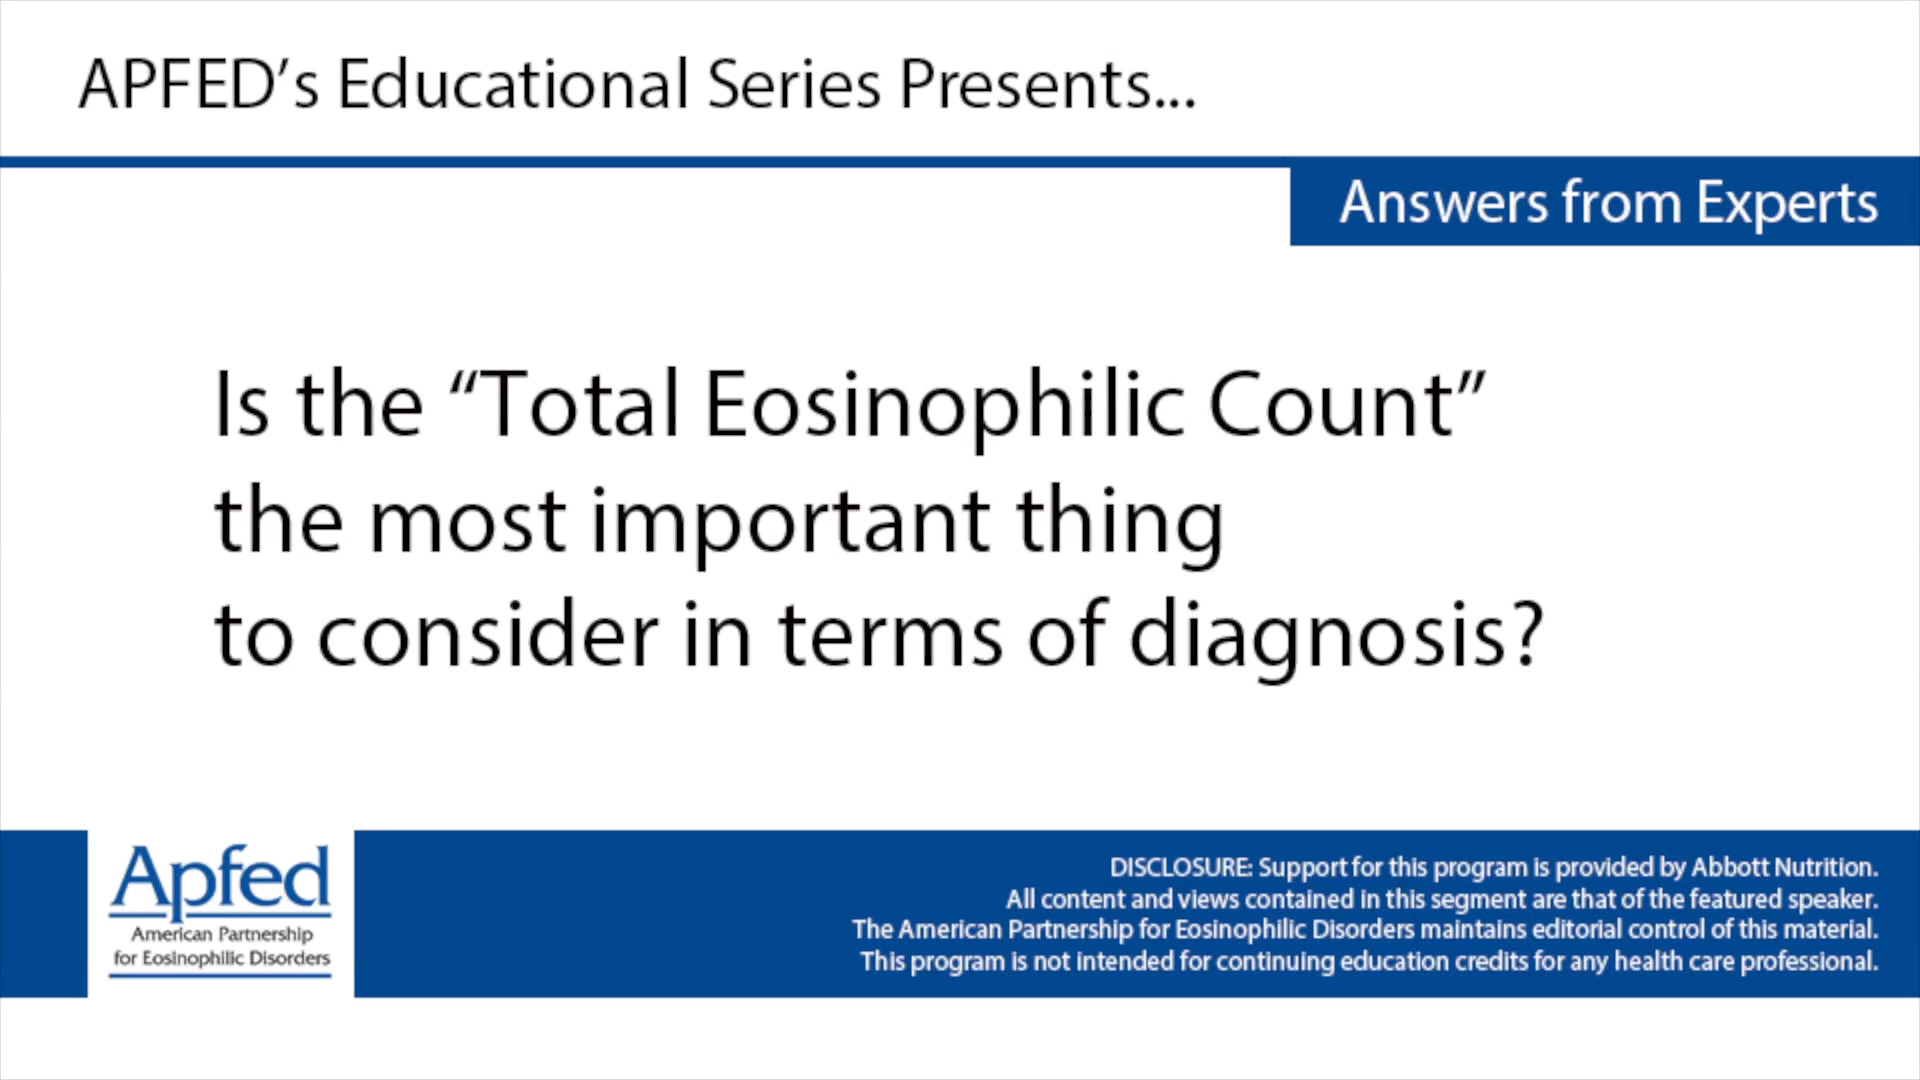 APFED’s Educational Series Presents...
Answers from Experts
Is the “Total Eosinophilic Count”
the most important thing
to consider in terms of diagnosis?
Apfed
American Partnership
for Eosinophilic Disorders
DISCLOSURE: Support for this program is provided by Abbott Nutrition.
All content and views contained in this segment are that of the featured speaker.
The American Partnership for Eosinophilic Disorders maintains editorial control of this material.
This program is not intended for continuing education credits for any health care professional.